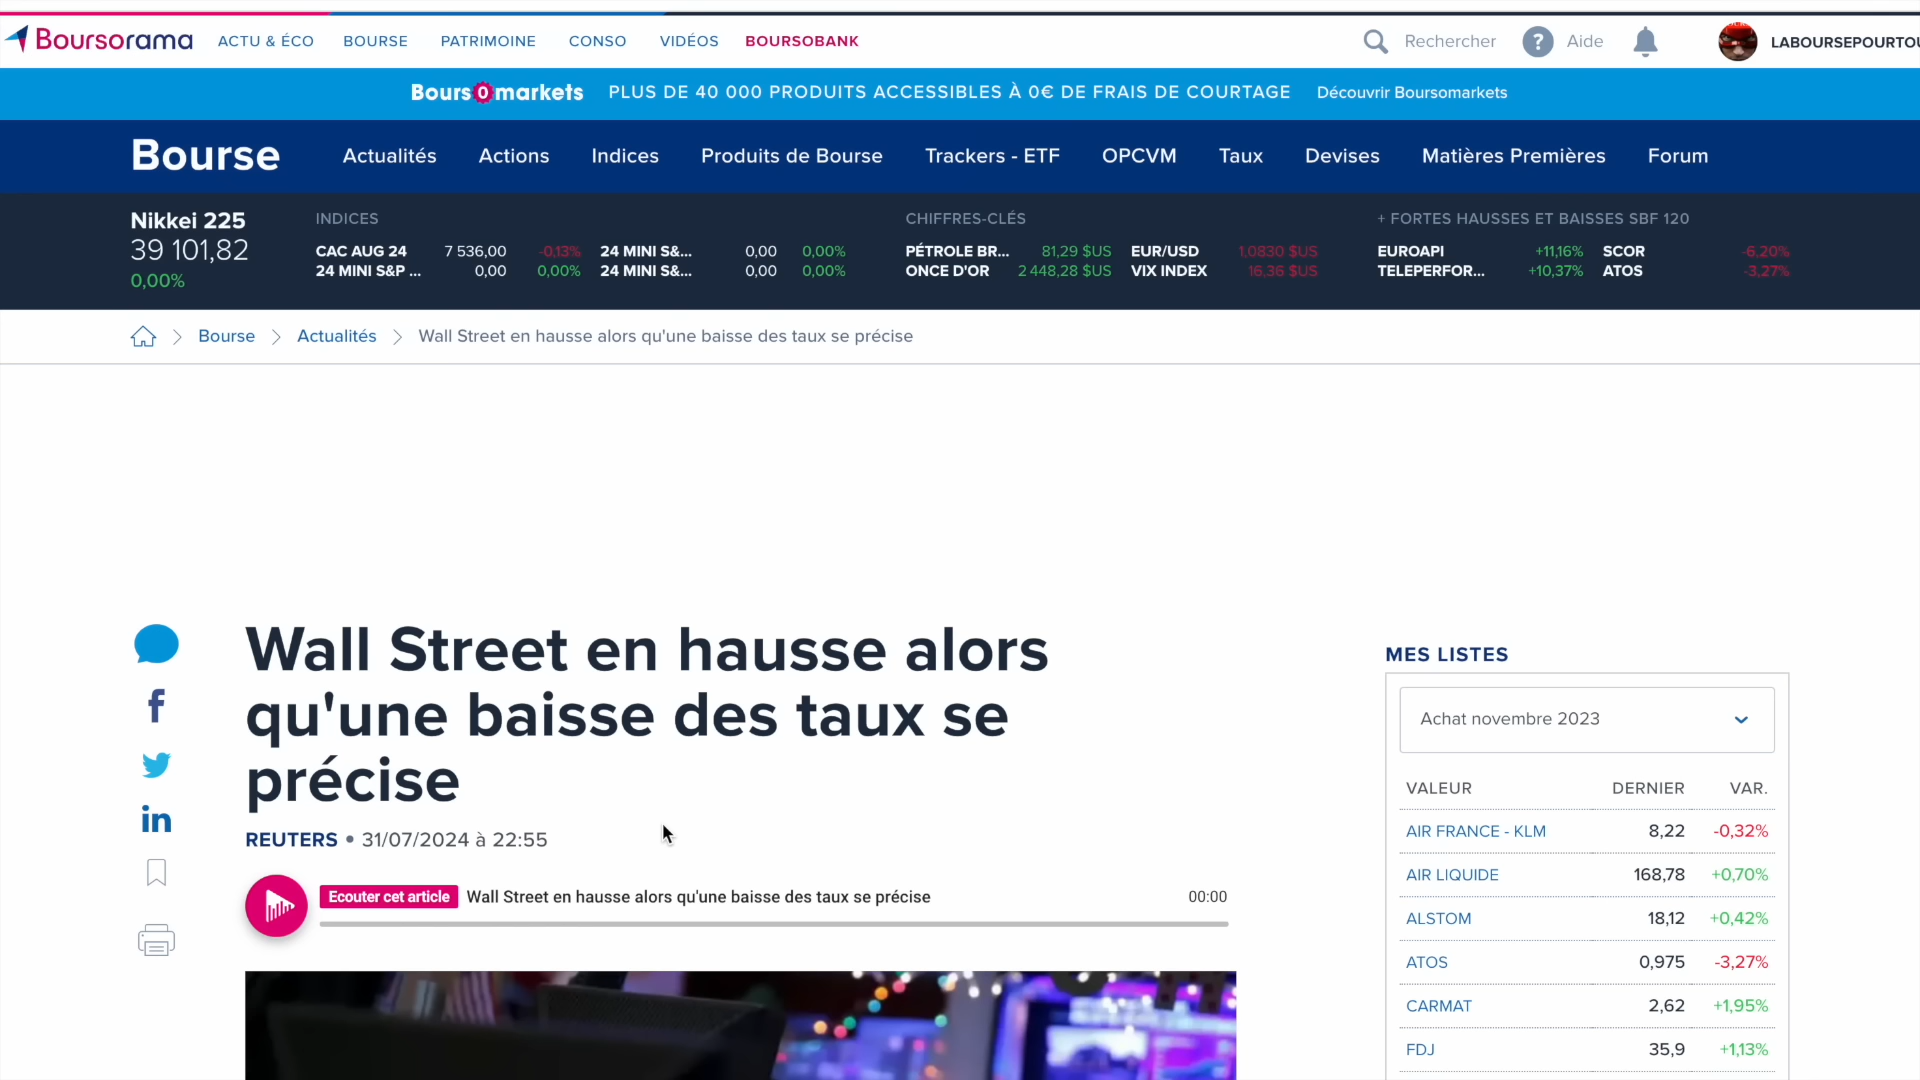 Boursorama ACTU & ÉCO BOURSE PATRIMOINE CONSO VIDÉOS BOURSOBANK Rechercher ? Aide LABOURSEPOURTOU
Boursomarkets PLUS DE 40 000 PRODUITS ACCESSIBLES À 0€ DE FRAIS DE COURTAGE Découvrir Boursomarkets
Bourse Actualités Actions Indices Produits de Bourse Trackers - ETF OPCVM Taux Devises Matières Premières Forum
Nikkei 225
39 101,82
0,00%
INDICES
CAC AUG 24 7 536,00 -0,13% 24 MINI S&... 0,00 0,00%
24 MINI S&P ... 0,00 0,00% 24 MINI S&... 0,00 0,00%
CHIFFRES-CLÉS
PÉTROLE BR... 81,29 $US EUR/USD 1,0830 $US
ONCE D'OR 2 448,28 $US VIX INDEX 16,36 $US
+ FORTES HAUSSES ET BAISSES SBF 120
EUROAPI +11,16% SCOR -6,20%
TELEPERFOR... +10,37% ATOS -3,27%
Bourse Actualités Wall Street en hausse alors qu'une baisse des taux se précise
Wall Street en hausse alors
qu'une baisse des taux se
précise
REUTERS • 31/07/2024 à 22:55
Ecouter cet article Wall Street en hausse alors qu'une baisse des taux se précise 00:00
MES LISTES
Achat novembre 2023
VALEUR DERNIER VAR.
AIR FRANCE - KLM 8,22 -0,32%
AIR LIQUIDE 168,78 +0,70%
ALSTOM 18,12 +0,42%
ATOS 0,975 -3,27%
CARMAT 2,62 +1,95%
FDJ 35,9 +1,13%